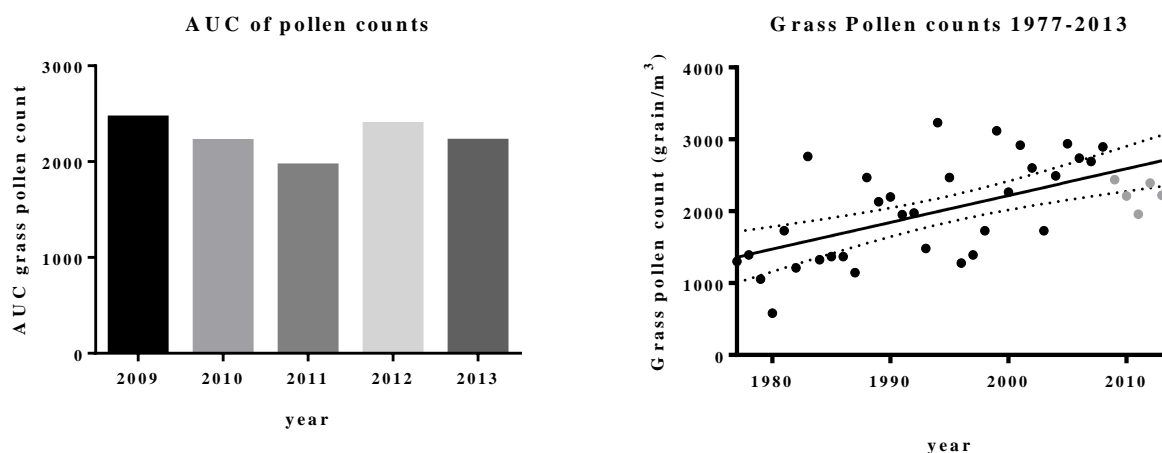 AUC of pollen counts
AUC grass pollen count
3000
2000
1000
0
2009 2010 2011 2012 2013
year
Grass Pollen counts 1977-2013
Grass pollen count (grain/m³)
4000
3000
2000
1000
0
1980 1990 2000 2010
year